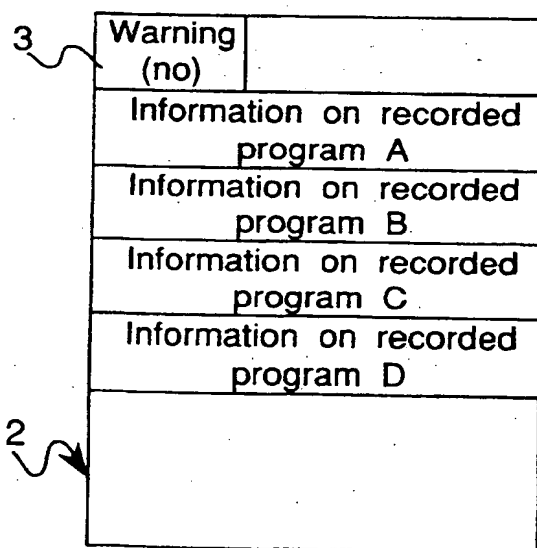 3
Warning
(no)
Information on recorded
program A
Information on recorded
program B
Information on recorded
program C
Information on recorded
program D
2